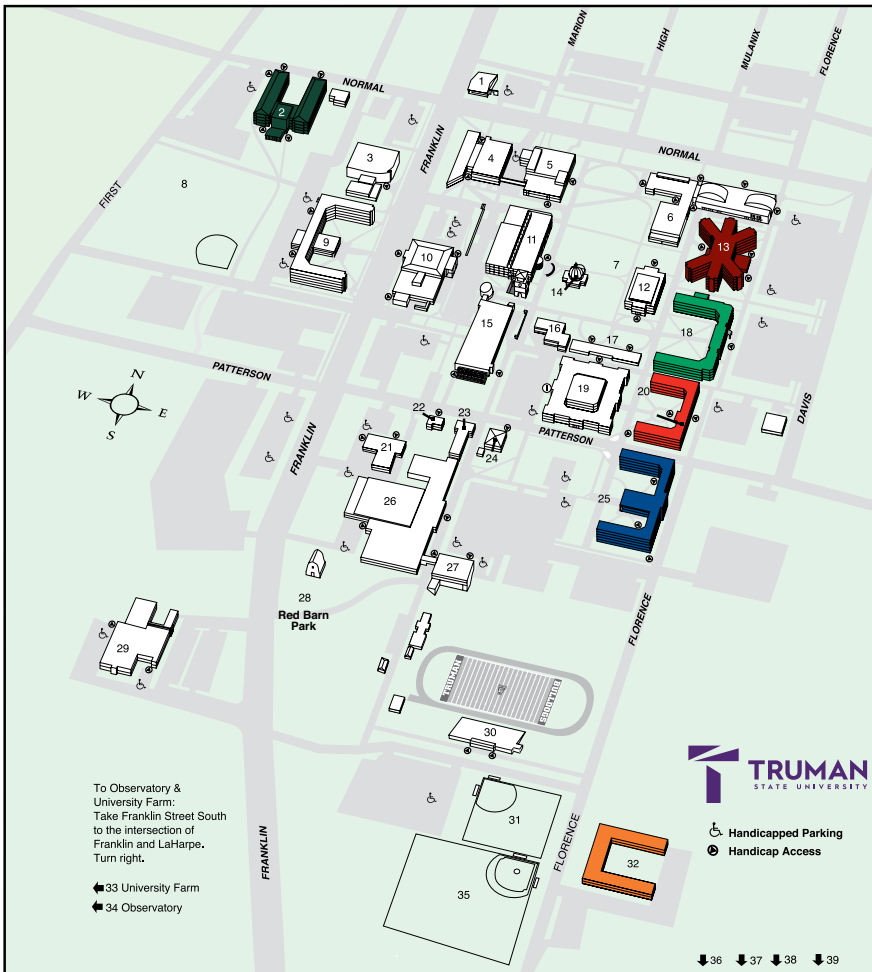 MARION
HIGH
MULANIX
FLORENCE
NORMAL
1
2
FRANKLIN
3
4
5
NORMAL
FIRST
8
6
9
10
11
7
13
12
14
15
16
17
18
PATTERSON
19
20
N
W
E
S
22
23
24
PATTERSON
DAVIS
FRANKLIN
21
26
25
27
28
Red Barn
Park
FLORENCE
29
TRUMAN
BULLDOGS
30
TRUMAN
STATE UNIVERSITY
To Observatory &
University Farm:
Take Franklin Street South
to the intersection of
Franklin and LaHarpe.
Turn right.
33 University Farm
34 Observatory
FRANKLIN
31
35
FLORENCE
32
Handicapped Parking
Handicap Access
36 37 38 39